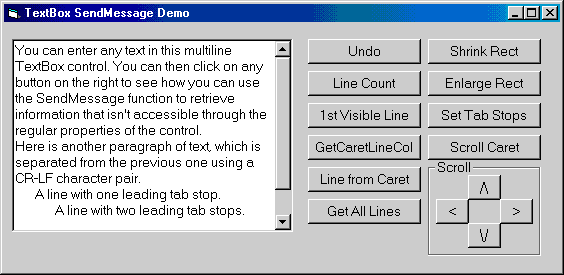 TextBox SendMessage Demo
You can enter any text in this multiline
TextBox control. You can then click on any
button on the right to see how you can use
the SendMessage function to retrieve
information that isn't accessible through the
regular properties of the control.
Here is another paragraph of text, which is
separated from the previous one using a
CR-LF character pair.
A line with one leading tab stop.
A line with two leading tab stops.
Undo
Shrink Rect
Line Count
Enlarge Rect
1st Visible Line
Set Tab Stops
GetCaretLineCol
Scroll Caret
Line from Caret
Get All Lines
Scroll
/\
<
>
\/